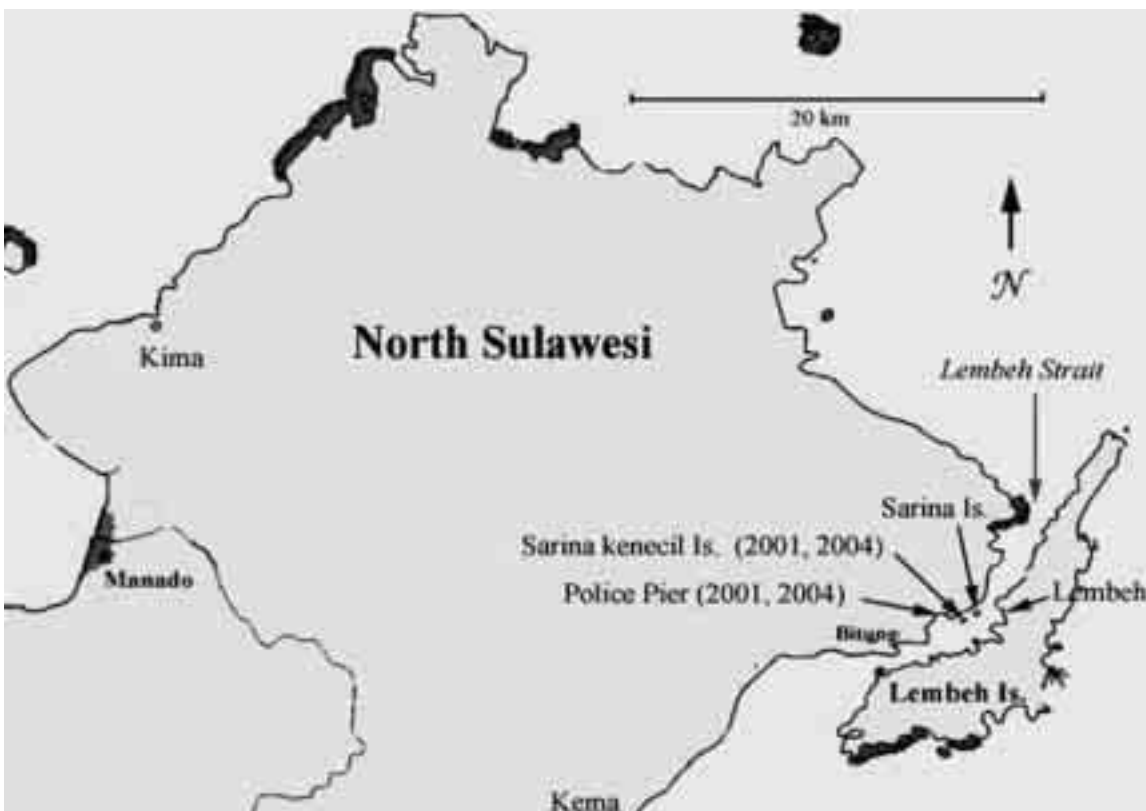 20 km
N
Kima
North Sulawesi
Lembeh Strait
Sarina Is.
Sarina kenecil Is. (2001, 2004)
Manado
Police Pier (2001, 2004)
Lembeh
Bitung
Lembeh Is.
Kema